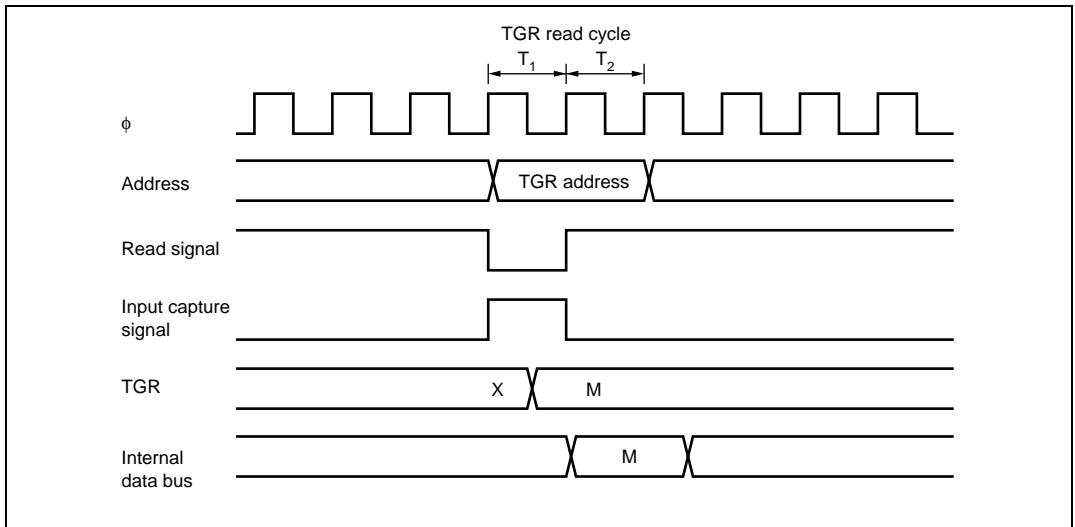 TGR read cycle
T1 T2
ϕ
Address
TGR address
Read signal
Input capture
signal
TGR
X M
Internal
data bus
M